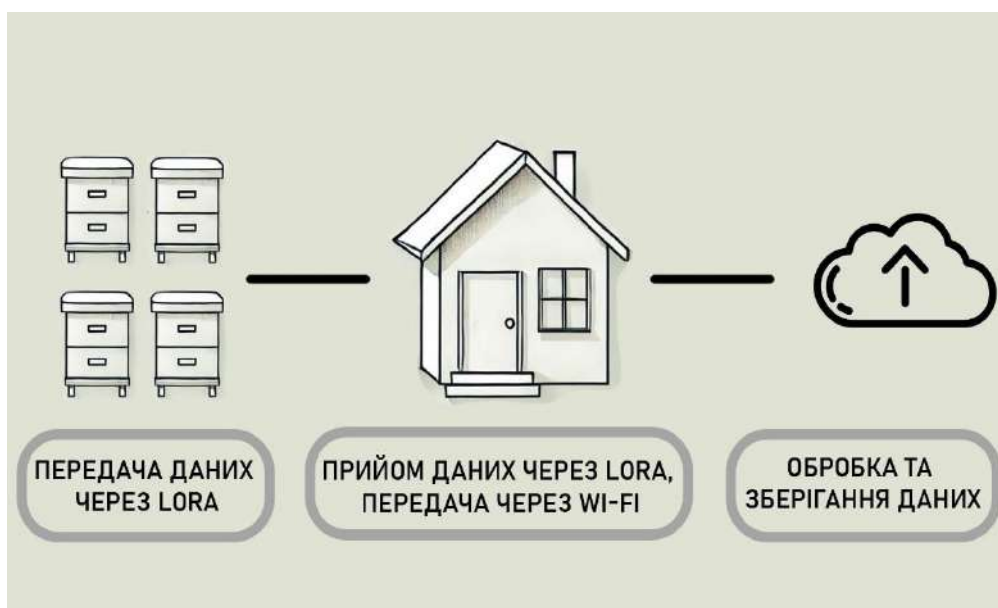 ПЕРЕДАЧА ДАНИХ
ЧЕРЕЗ LORA
ПРИЙОМ ДАНИХ ЧЕРЕЗ LORA,
ПЕРЕДАЧА ЧЕРЕЗ WI-FI
ОБРОБКА ТА
ЗБЕРІГАННЯ ДАНИХ